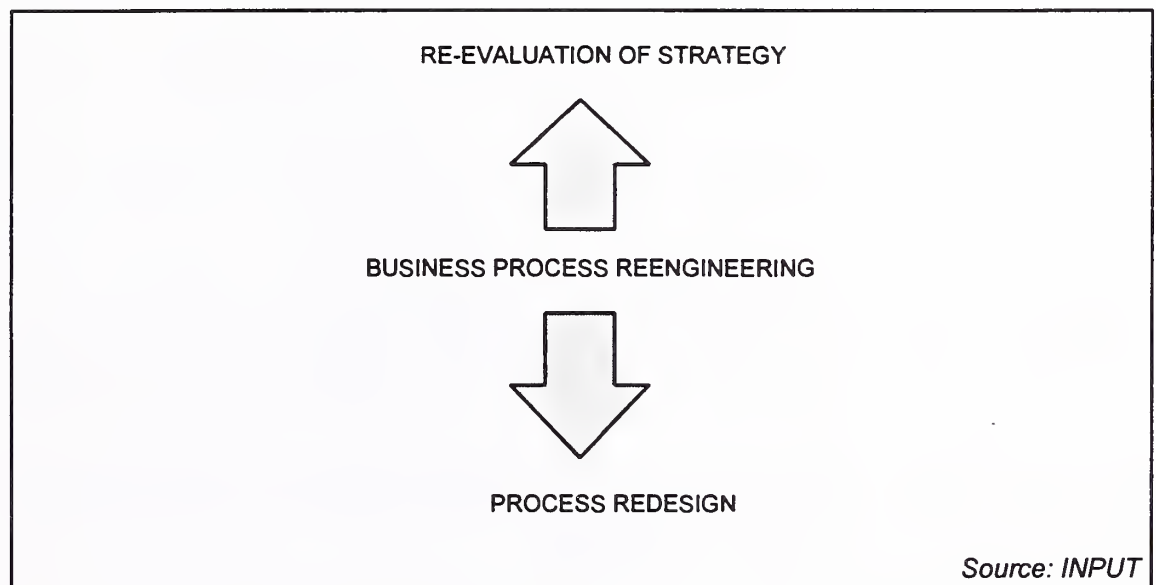 RE-EVALUATION OF STRATEGY
BUSINESS PROCESS REENGINEERING
PROCESS REDESIGN
Source: INPUT